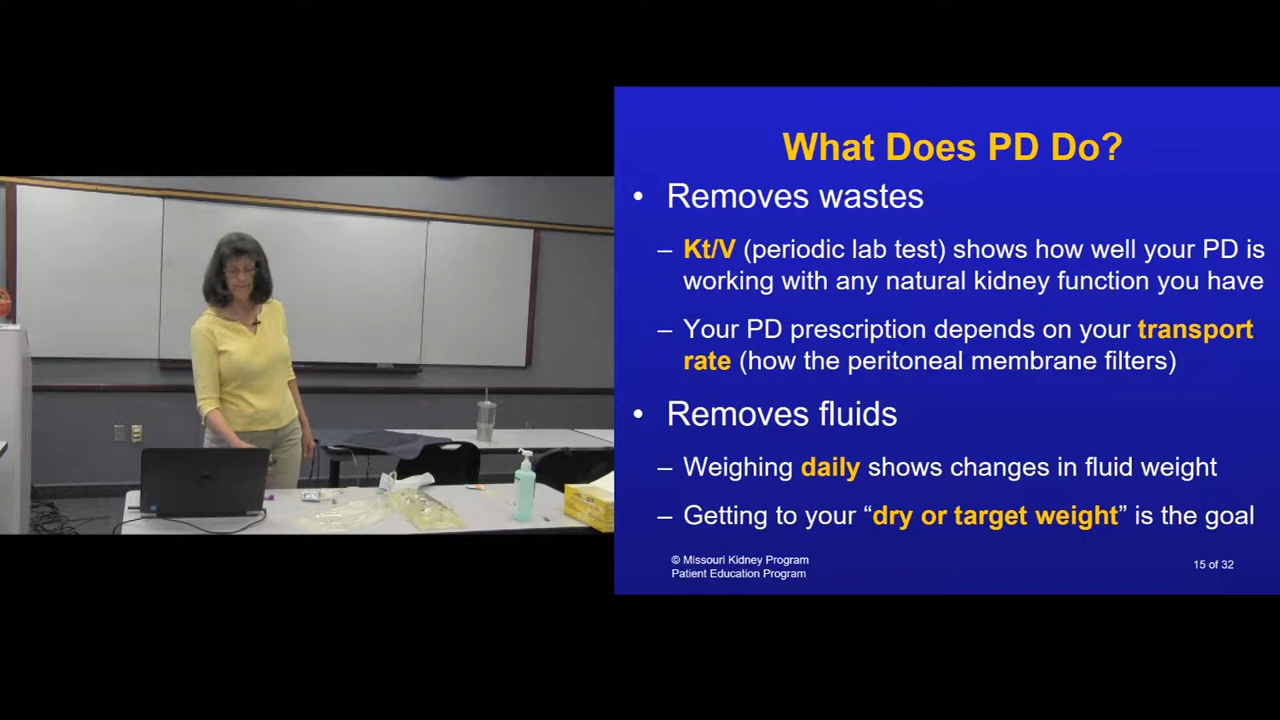 What Does PD Do?
• Removes wastes
– Kt/V (periodic lab test) shows how well your PD is
working with any natural kidney function you have
– Your PD prescription depends on your transport
rate (how the peritoneal membrane filters)
• Removes fluids
– Weighing daily shows changes in fluid weight
– Getting to your “dry or target weight” is the goal
© Missouri Kidney Program
Patient Education Program
15 of 32